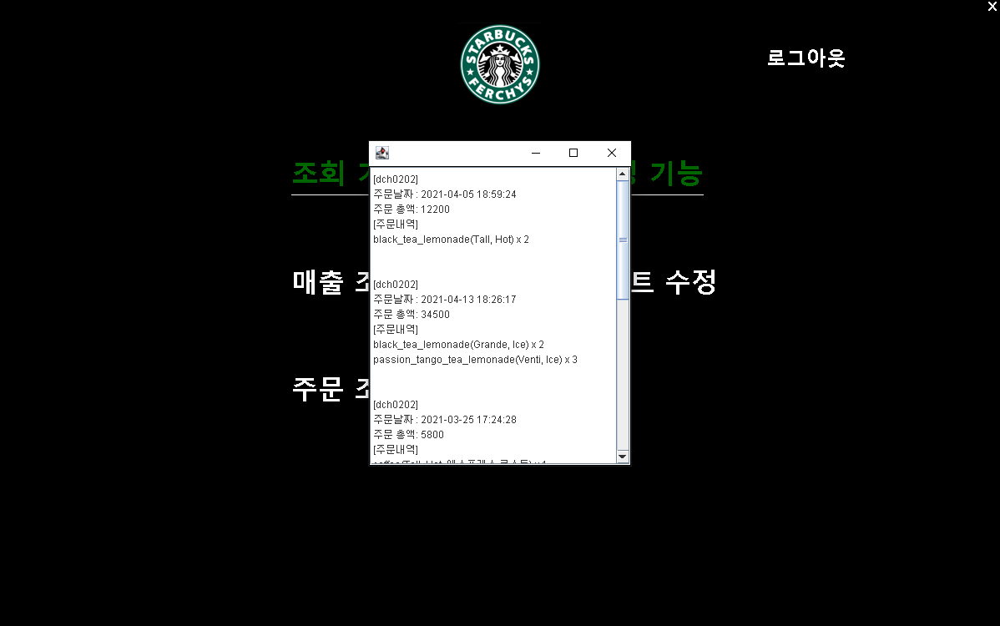 STARBUCKS
FERCHYS
로그아웃
조회
기능
매출
트 수정
주문
[dch0202]
주문날짜 : 2021-04-05 18:59:24
주문 총액: 12200
[주문내역]
black_tea_lemonade(Tall, Hot) x 2
[dch0202]
주문날짜 : 2021-04-13 18:26:17
주문 총액: 34500
[주문내역]
black_tea_lemonade(Grande, Ice) x 2
passion_tango_tea_lemonade(Venti, Ice) x 3
[dch0202]
주문날짜 : 2021-03-25 17:24:28
주문 총액: 5800
[주문내역]